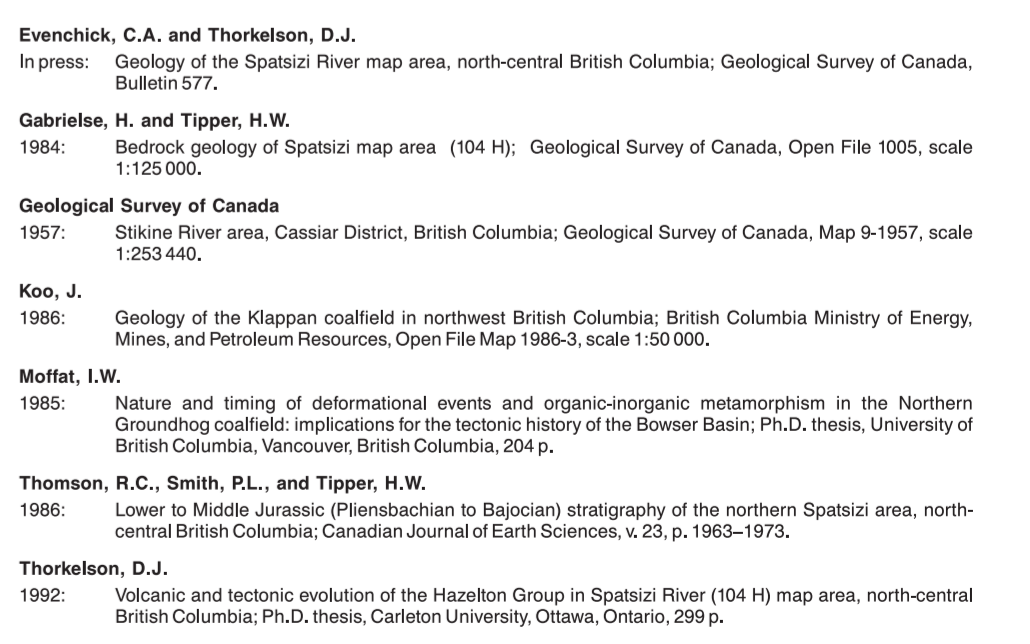 Evenchick, C.A. and Thorkelson, D.J.
In press: Geology of the Spatsizi River map area, north-central British Columbia; Geological Survey of Canada,
Bulletin 577.
Gabrielse, H. and Tipper, H.W.
1984: Bedrock geology of Spatsizi map area (104 H); Geological Survey of Canada, Open File 1005, scale
1:125 000.
Geological Survey of Canada
1957: Stikine River area, Cassiar District, British Columbia; Geological Survey of Canada, Map 9-1957, scale
1:253 440.
Koo, J.
1986: Geology of the Klappan coalfield in northwest British Columbia; British Columbia Ministry of Energy,
Mines, and Petroleum Resources, Open File Map 1986-3, scale 1:50 000.
Moffat, I.W.
1985: Nature and timing of deformational events and organic-inorganic metamorphism in the Northern
Groundhog coalfield: implications for the tectonic history of the Bowser Basin; Ph.D. thesis, University of
British Columbia, Vancouver, British Columbia, 204 p.
Thomson, R.C., Smith, P.L., and Tipper, H.W.
1986: Lower to Middle Jurassic (Pliensbachian to Bajocian) stratigraphy of the northern Spatsizi area, north-
central British Columbia; Canadian Journal of Earth Sciences, v. 23, p. 1963–1973.
Thorkelson, D.J.
1992: Volcanic and tectonic evolution of the Hazelton Group in Spatsizi River (104 H) map area, north-central
British Columbia; Ph.D. thesis, Carleton University, Ottawa, Ontario, 299 p.